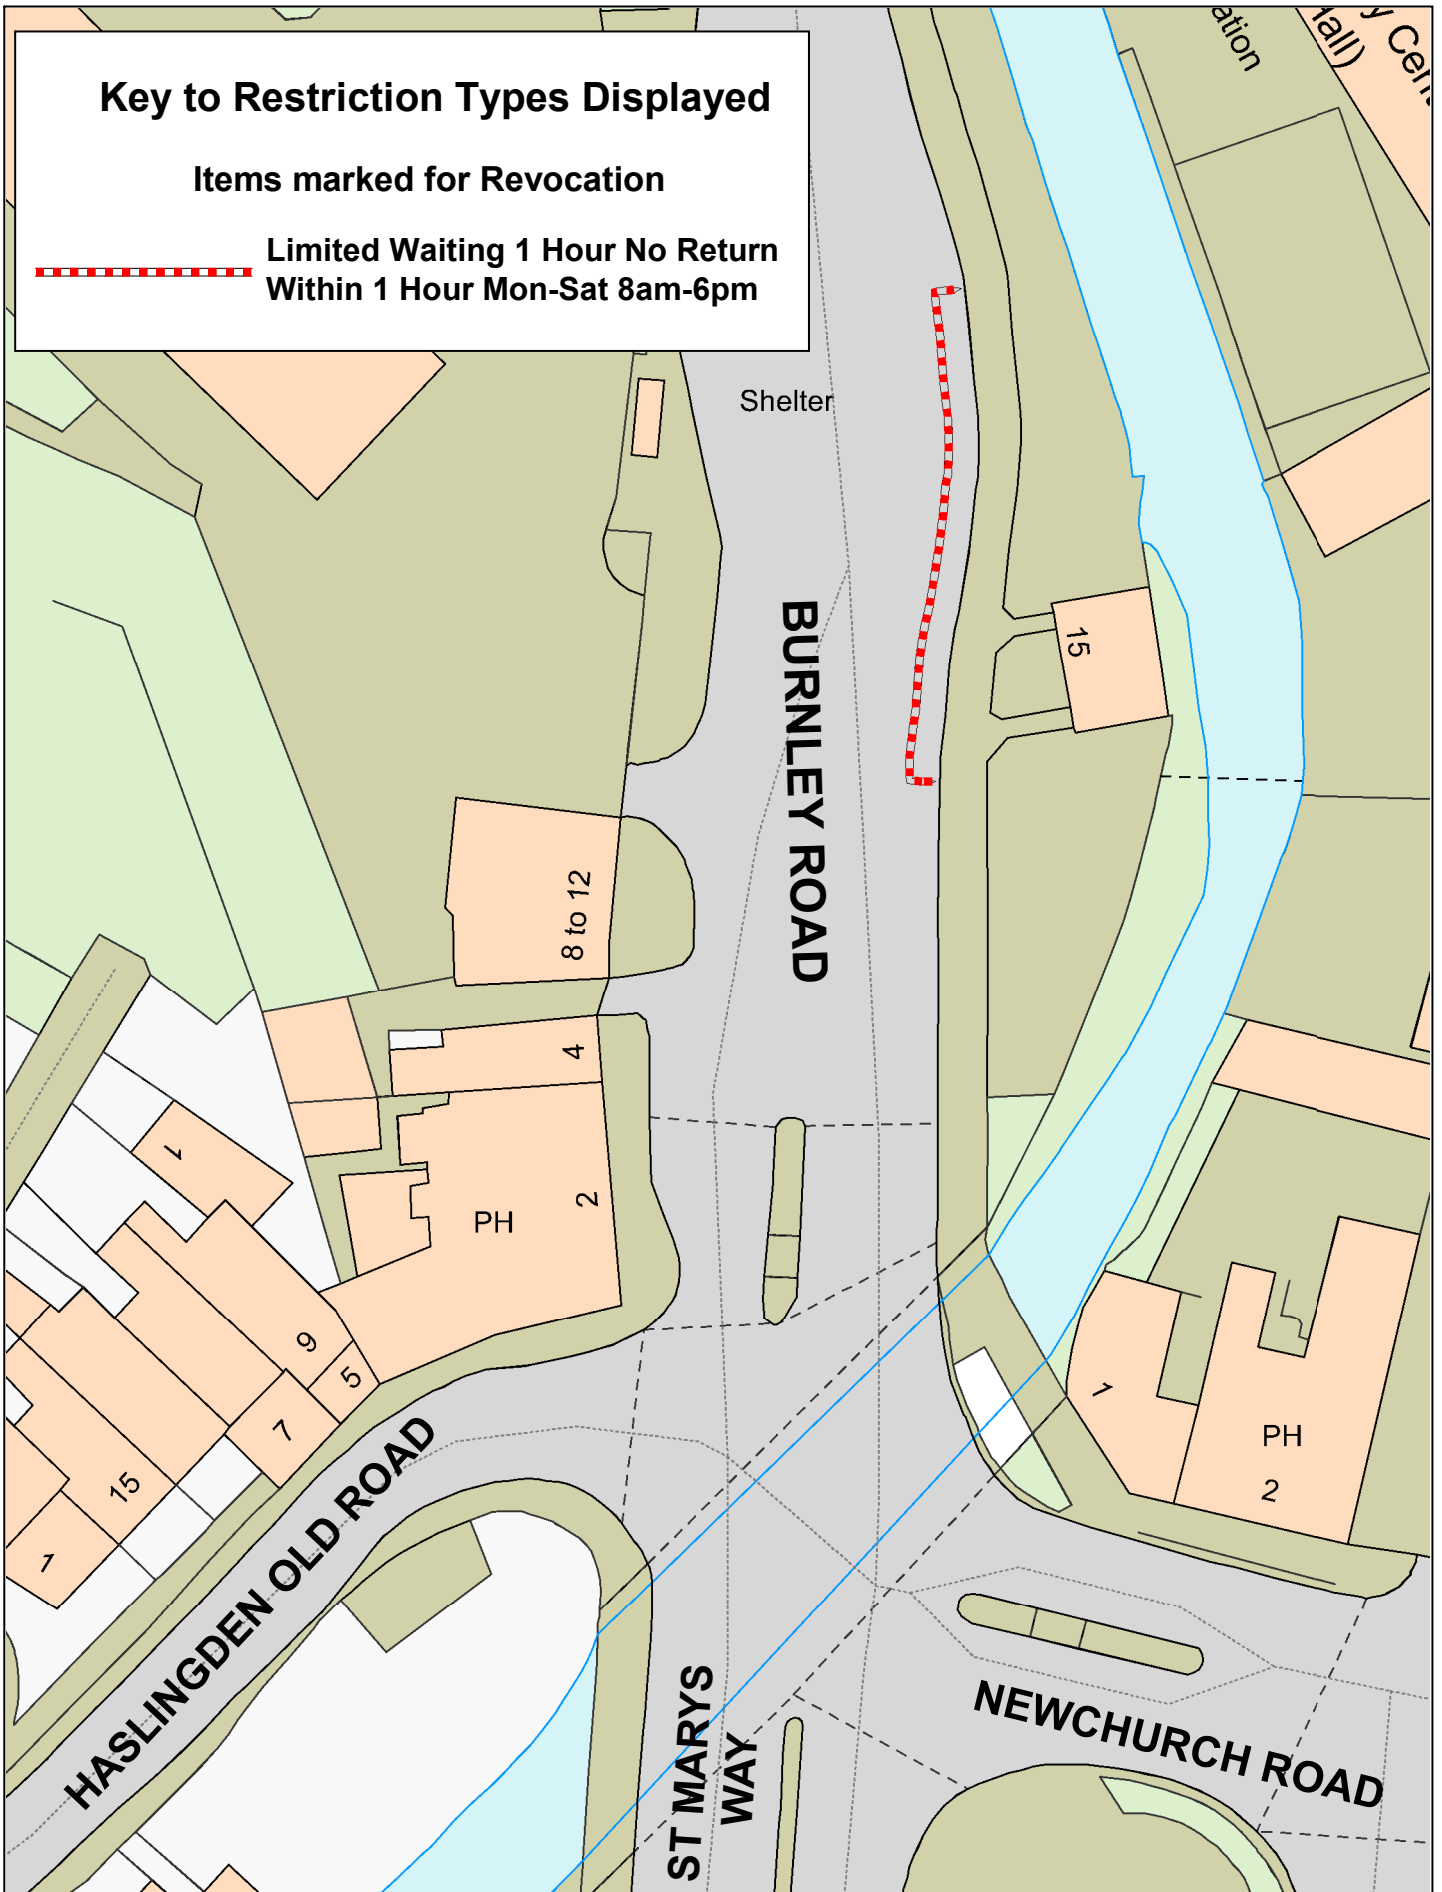 Key to Restriction Types Displayed
Items marked for Revocation
Limited Waiting 1 Hour No Return
Within 1 Hour Mon-Sat 8am-6pm
Hall)
Shelter
BURNLEY ROAD
15
8 to 12
4
2
PH
1
9
5
7
15
1
1
PH
2
HASLINGDEN OLD ROAD
ST MARYS
WAY
NEWCHURCH ROAD